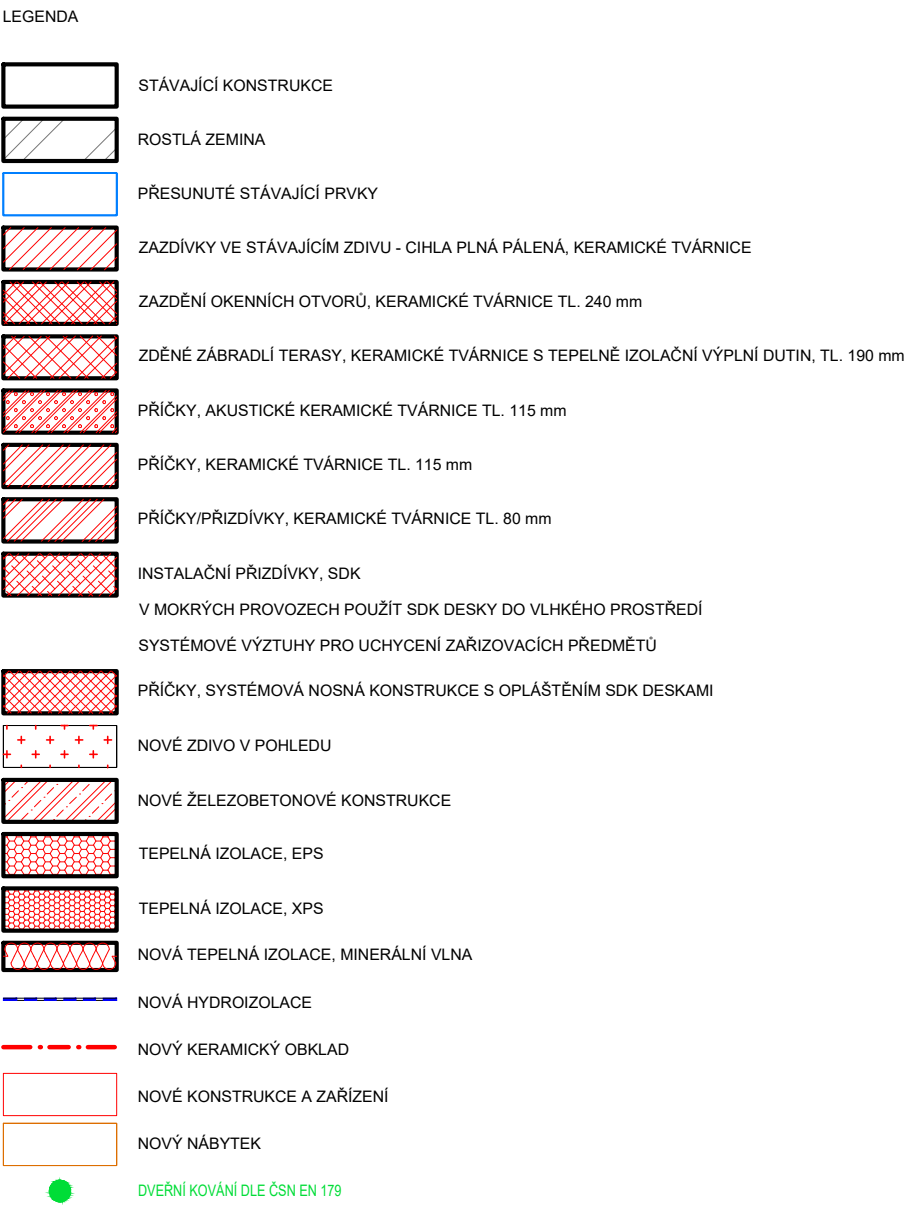 LEGENDA
STÁVAJÍCÍ KONSTRUKCE
ROSTLÁ ZEMINA
PŘESUNUTÉ STÁVAJÍCÍ PRVKY
ZAZDÍVKY VE STÁVAJÍCÍM ZDIVU - CIHLA PLNÁ PÁLENÁ, KERAMICKÉ TVÁRNICE
ZAZDĚNÍ OKENNÍCH OTVORŮ, KERAMICKÉ TVÁRNICE TL. 240 mm
ZDĚNÉ ZÁBRADLÍ TERASY, KERAMICKÉ TVÁRNICE S TEPELNĚ IZOLAČNÍ VÝPLNÍ DUTIN, TL. 190 mm
PŘÍČKY, AKUSTICKÉ KERAMICKÉ TVÁRNICE TL. 115 mm
PŘÍČKY, KERAMICKÉ TVÁRNICE TL. 115 mm
PŘÍČKY/PŘIZDÍVKY, KERAMICKÉ TVÁRNICE TL. 80 mm
INSTALAČNÍ PŘIZDÍVKY, SDK
V MOKRÝCH PROVOZECH POUŽÍT SDK DESKY DO VLHKÉHO PROSTŘEDÍ
SYSTÉMOVÉ VÝZTUHY PRO UCHYCENÍ ZAŘIZOVACÍCH PŘEDMĚTŮ
PŘÍČKY, SYSTÉMOVÁ NOSNÁ KONSTRUKCE S OPLÁŠTĚNÍM SDK DESKAMI
NOVÉ ZDIVO V POHLEDU
NOVÉ ŽELEZOBETONOVÉ KONSTRUKCE
TEPELNÁ IZOLACE, EPS
TEPELNÁ IZOLACE, XPS
NOVÁ TEPELNÁ IZOLACE, MINERÁLNÍ VLNA
NOVÁ HYDROIZOLACE
NOVÝ KERAMICKÝ OBKLAD
NOVÉ KONSTRUKCE A ZAŘÍZENÍ
NOVÝ NÁBYTEK
DVEŘNÍ KOVÁNÍ DLE ČSN EN 179